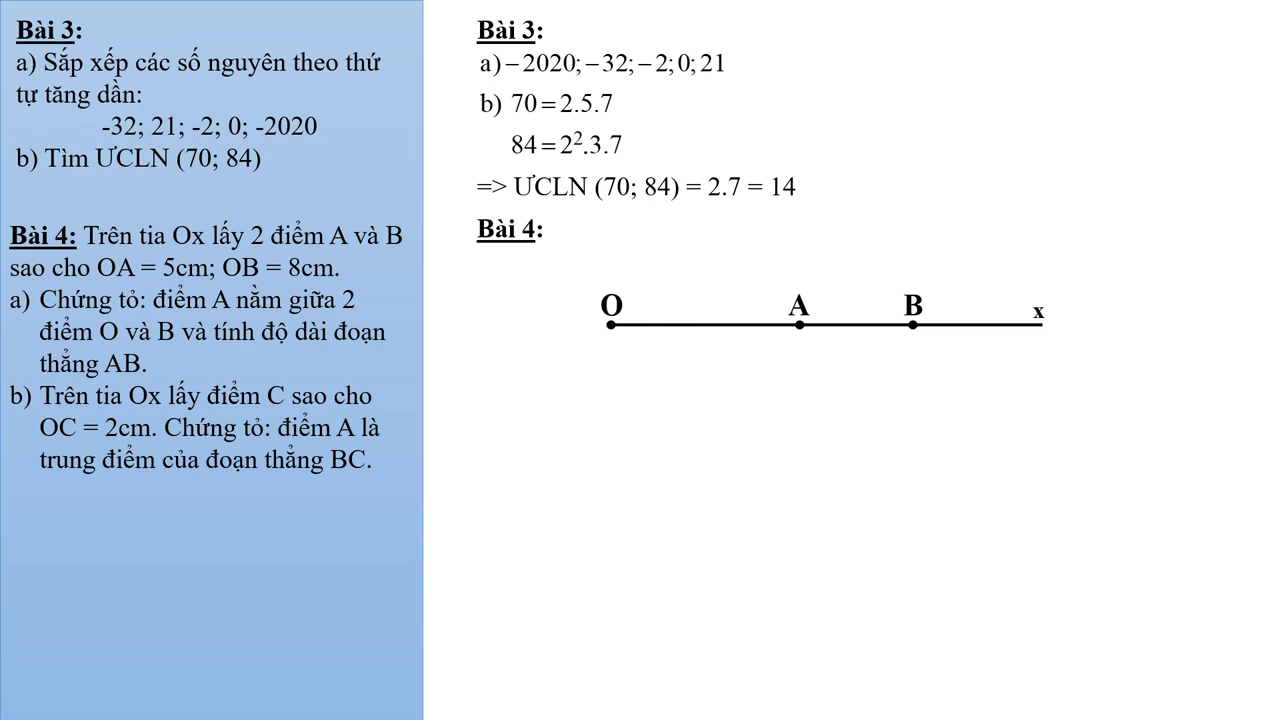 Bài 3:
a) Sắp xếp các số nguyên theo thứ
tự tăng dần:
-32; 21; -2; 0; -2020
b) Tìm ƯCLN (70; 84)
Bài 4: Trên tia Ox lấy 2 điểm A và B
sao cho OA = 5cm; OB = 8cm.
a) Chứng tỏ: điểm A nằm giữa 2
điểm O và B và tính độ dài đoạn
thẳng AB.
b) Trên tia Ox lấy điểm C sao cho
OC = 2cm. Chứng tỏ: điểm A là
trung điểm của đoạn thẳng BC.
Bài 3:
a) −2020; −32; −2; 0; 21
b) 70 = 2.5.7
84 = 2².3.7
=> ƯCLN (70; 84) = 2.7 = 14
Bài 4:
O A B x